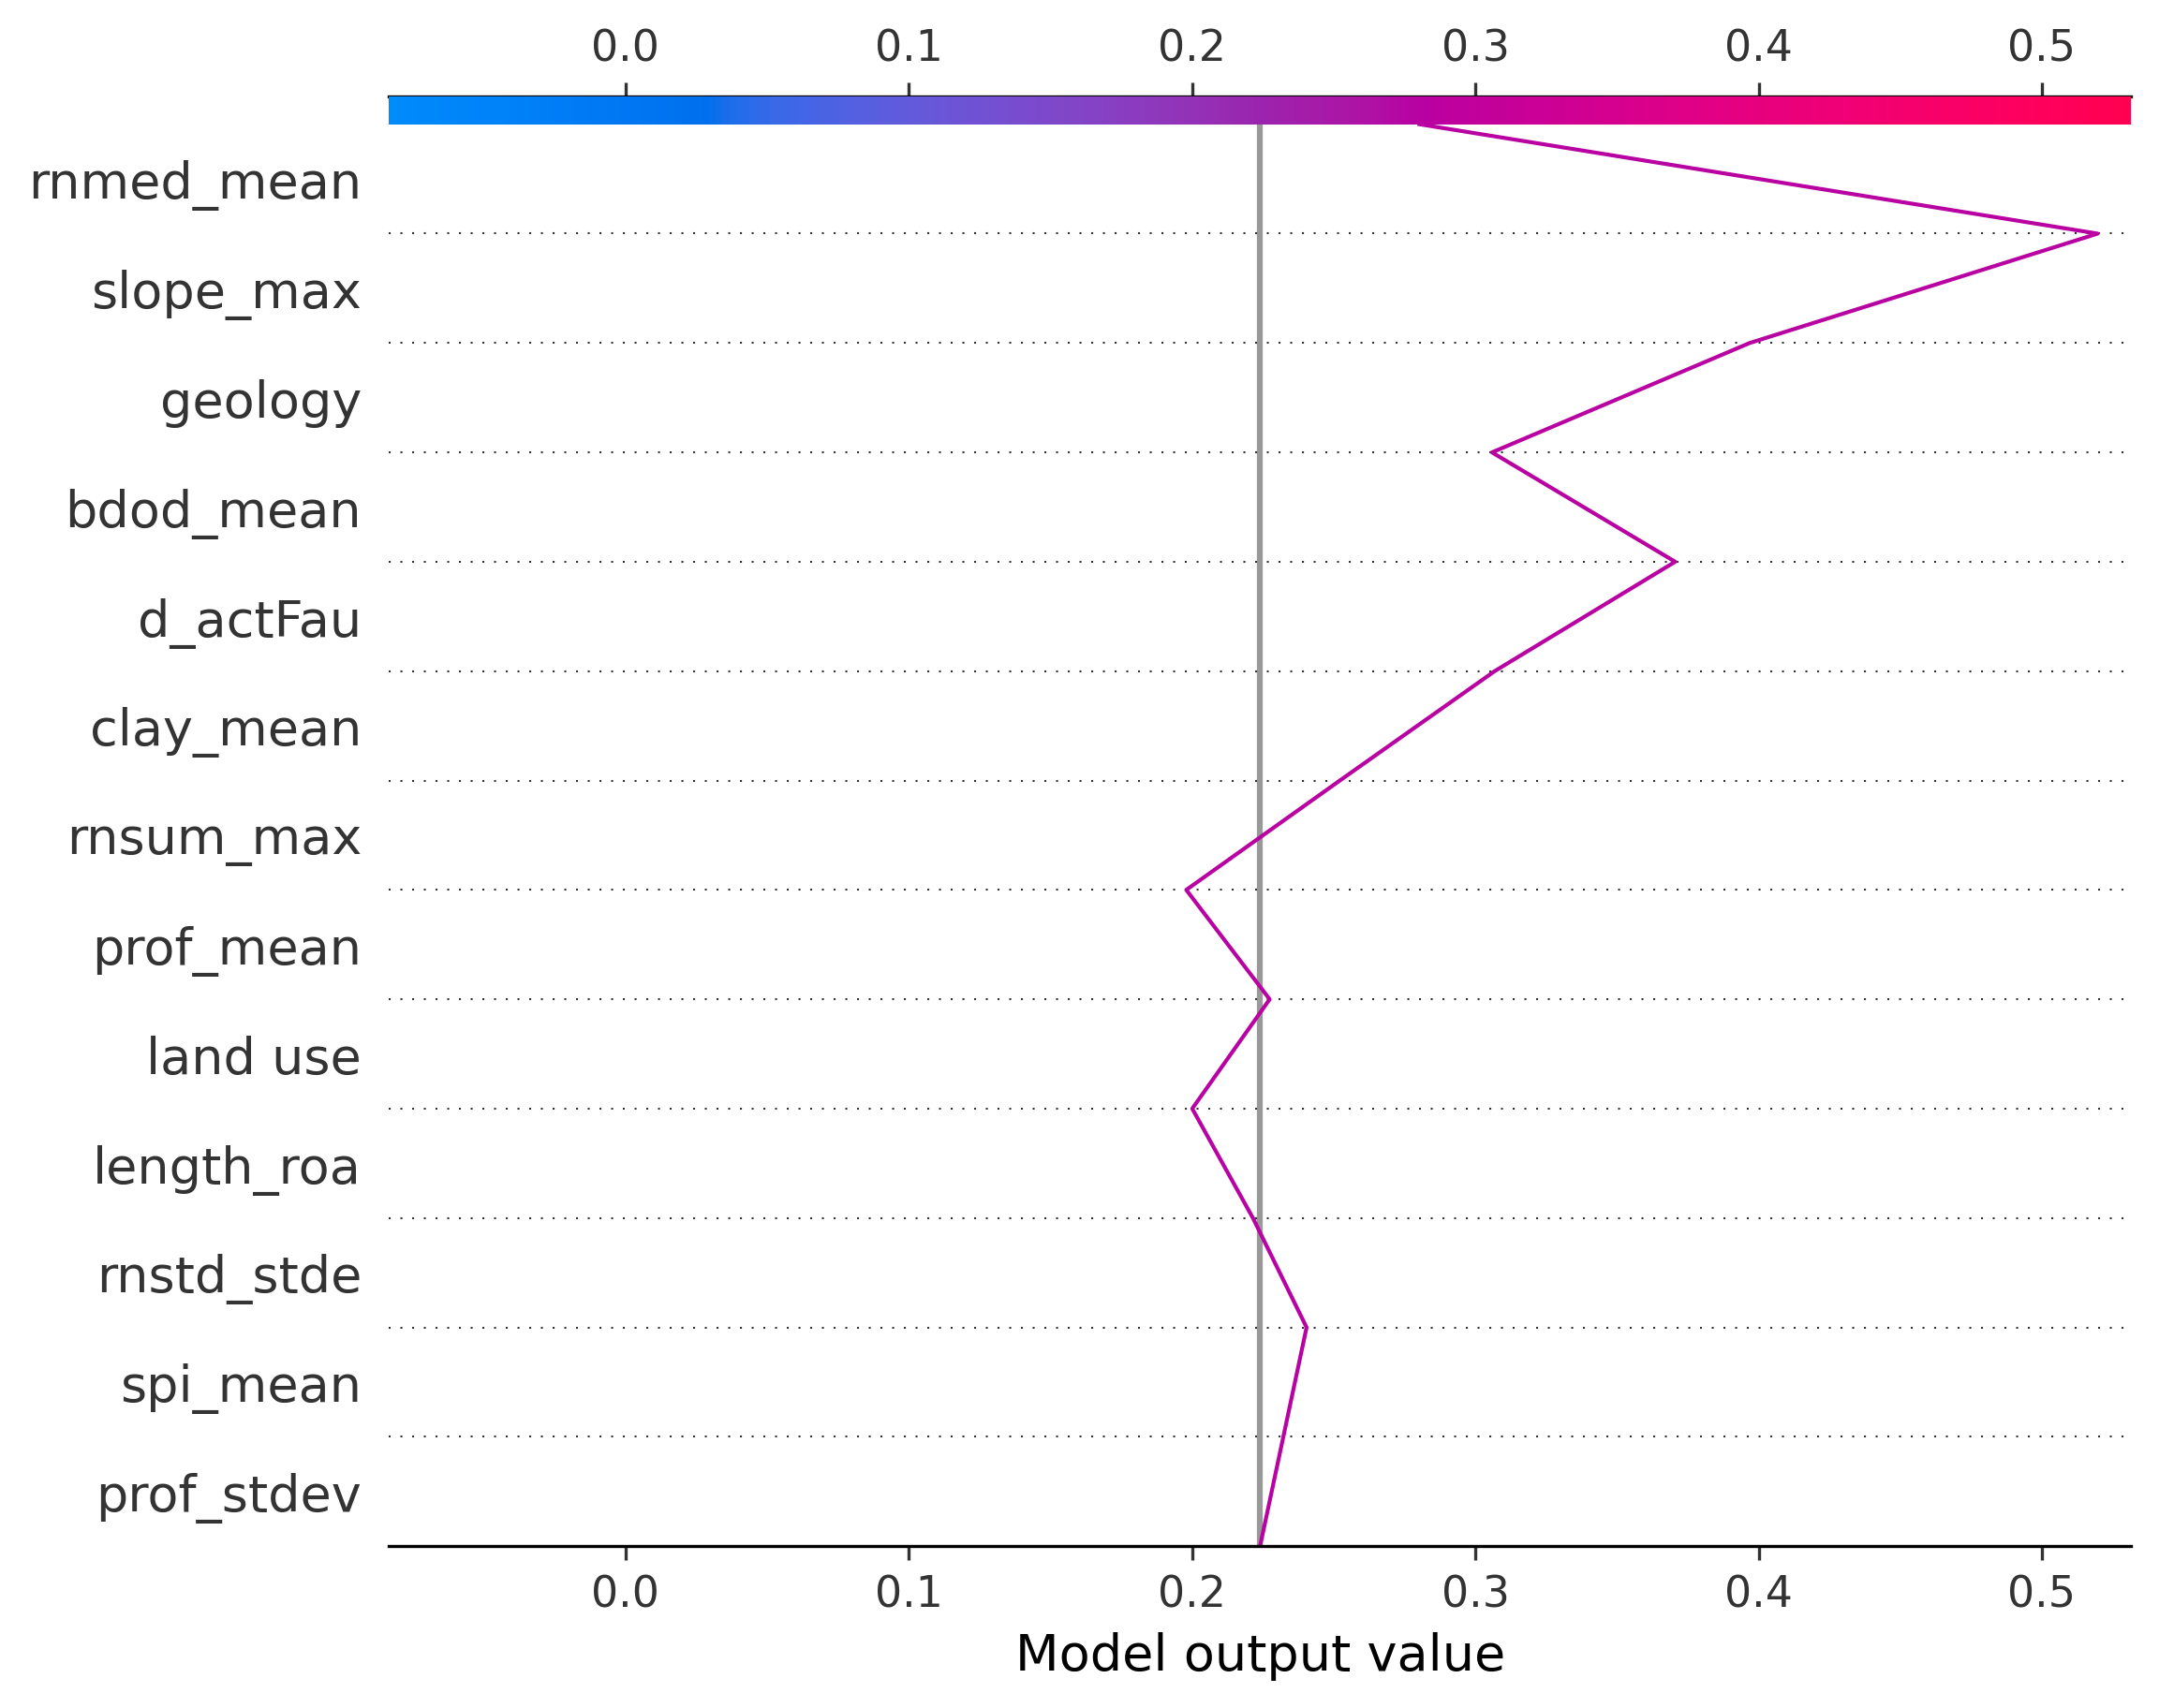 0.0 0.1 0.2 0.3 0.4 0.5
rnmed_mean
slope_max
geology
bdod_mean
d_actFau
clay_mean
rnsum_max
prof_mean
land use
length_roa
rnstd_stde
spi_mean
prof_stdev
0.0 0.1 0.2 0.3 0.4 0.5
Model output value